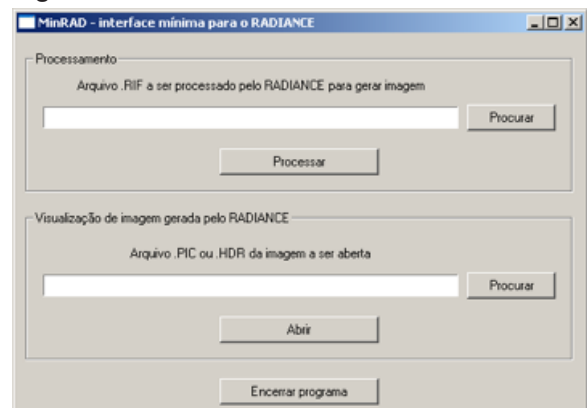 MinRAD - interface mínima para o RADIANCE
Processamento
Arquivo .RIF a ser processado pelo RADIANCE para gerar imagem
Procurar
Processar
Visualização de imagem gerada pelo RADIANCE
Arquivo .PIC ou .HDR da imagem a ser aberta
Procurar
Abrir
Encerrar programa